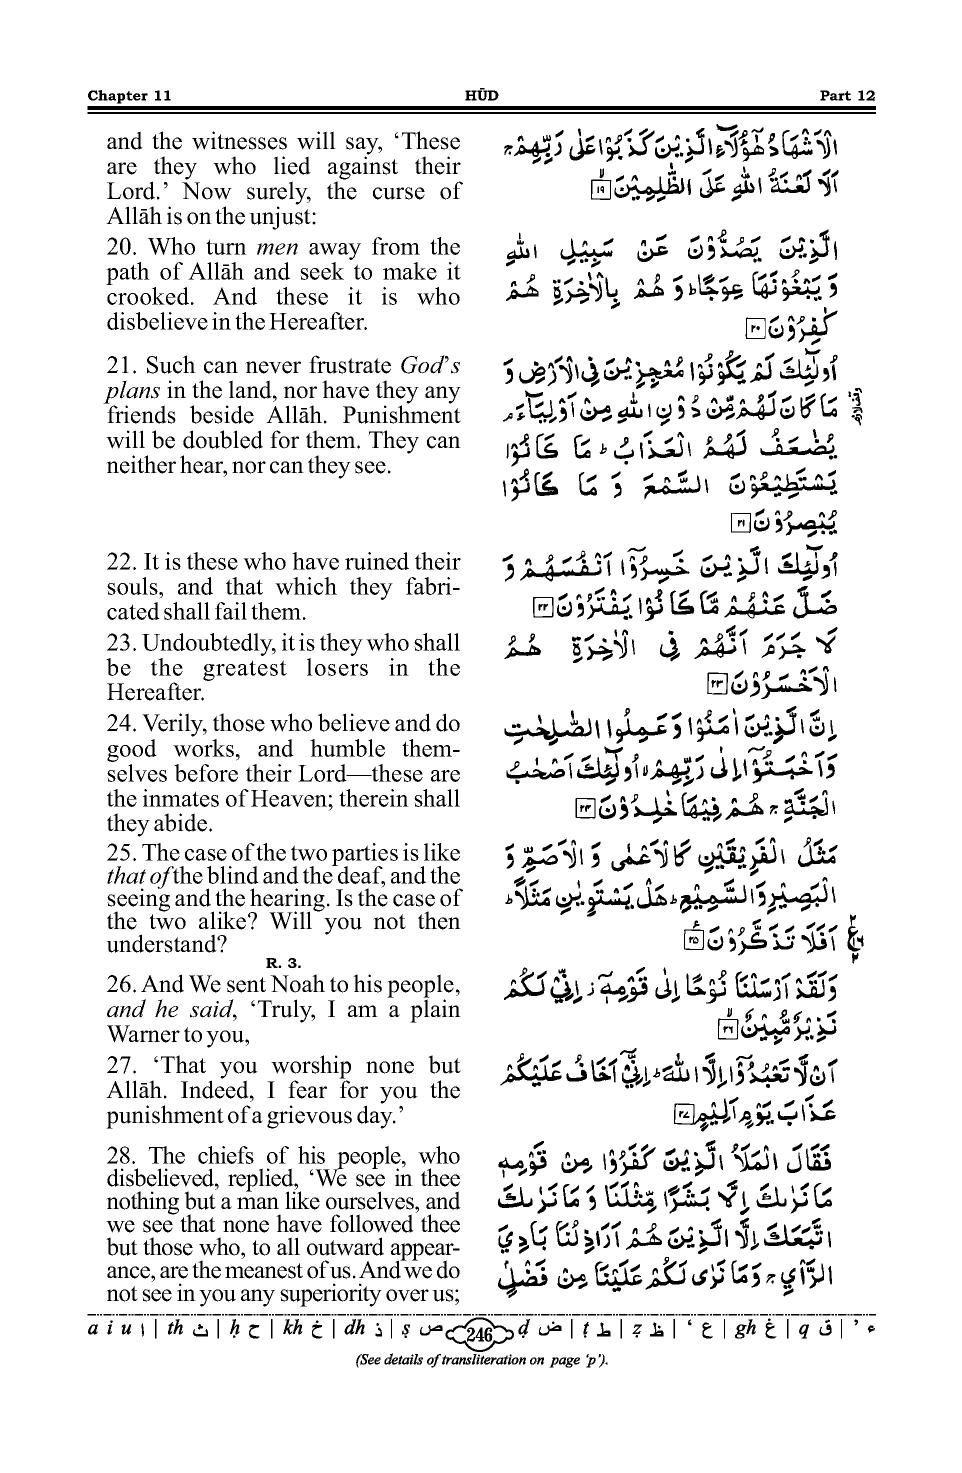 Chapter 11 HŪD Part 12
and the witnesses will say, ‘These
are they who lied against their
Lord.’ Now surely, the curse of
Allāh is on the unjust:
20. Who turn men away from the
path of Allāh and seek to make it
crooked. And these it is who
disbelieve in the Hereafter.
21. Such can never frustrate God’s
plans in the land, nor have they any
friends beside Allāh. Punishment
will be doubled for them. They can
neither hear, nor can they see.
22. It is these who have ruined their
souls, and that which they fabri-
cated shall fail them.
23. Undoubtedly, it is they who shall
be the greatest losers in the
Hereafter.
24. Verily, those who believe and do
good works, and humble them-
selves before their Lord—these are
the inmates of Heaven; therein shall
they abide.
25. The case of the two parties is like
that of the blind and the deaf, and the
seeing and the hearing. Is the case of
the two alike? Will you not then
understand?
R. 3.
26. And We sent Noah to his people,
and he said, ‘Truly, I am a plain
Warner to you,
27. ‘That you worship none but
Allāh. Indeed, I fear for you the
punishment of a grievous day.’
28. The chiefs of his people, who
disbelieved, replied, ‘We see in thee
nothing but a man like ourselves, and
we see that none have followed thee
but those who, to all outward appear-
ance, are the meanest of us. And we do
not see in you any superiority over us;
الْاَشْهَادُ هٰۤؤُلَآءِ الَّذِيْنَ كَذَبُوْا عَلٰى رَبِّهِمْ ۚ
اَلَا لَعْنَةُ اللّٰهِ عَلَى الظّٰلِمِيْنَ ۙ﴿۱۹﴾
الَّذِيْنَ يَصُدُّوْنَ عَنْ سَبِيْلِ اللّٰهِ
وَ يَبْغُوْنَهَا عِوَجًا ؕ وَ هُمْ بِالْاٰخِرَةِ هُمْ
كٰفِرُوْنَ ﴿۲۰﴾
اُولٰٓئِكَ لَمْ يَكُوْنُوْا مُعْجِزِيْنَ فِى الْاَرْضِ وَ
مَا كَانَ لَهُمْ مِّنْ دُوْنِ اللّٰهِ مِنْ اَوْلِيَآءَ ۘ
يُضٰعَفُ لَهُمُ الْعَذَابُ ؕ مَا كَانُوْا
يَسْتَطِيْعُوْنَ السَّمْعَ وَ مَا كَانُوْا
يُبْصِرُوْنَ ﴿۲۱﴾
اُولٰٓئِكَ الَّذِيْنَ خَسِرُوْۤا اَنْفُسَهُمْ وَ
ضَلَّ عَنْهُمْ مَّا كَانُوْا يَفْتَرُوْنَ ﴿۲۲﴾
لَا جَرَمَ اَنَّهُمْ فِى الْاٰخِرَةِ هُمُ
الْاَخْسَرُوْنَ ﴿۲۳﴾
اِنَّ الَّذِيْنَ اٰمَنُوْا وَ عَمِلُوا الصّٰلِحٰتِ
وَ اَخْبَتُوْۤا اِلٰى رَبِّهِمْ ۙ اُولٰٓئِكَ اَصْحٰبُ
الْجَنَّةِ ۚ هُمْ فِيْهَا خٰلِدُوْنَ ﴿۲۴﴾
مَثَلُ الْفَرِيْقَيْنِ كَالْاَعْمٰى وَ الْاَصَمِّ وَ
الْبَصِيْرِ وَ السَّمِيْعِ ؕ هَلْ يَسْتَوِيٰنِ مَثَلًا ؕ
اَفَلَا تَذَكَّرُوْنَ ﴿۲۵﴾
وَ لَقَدْ اَرْسَلْنَا نُوْحًا اِلٰى قَوْمِهٖۤ ۫ اِنِّيْ لَكُمْ
نَذِيْرٌ مُّبِيْنٌ ۙ﴿۲۶﴾
اَنْ لَّا تَعْبُدُوْۤا اِلَّا اللّٰهَ ؕ اِنِّيْۤ اَخَافُ عَلَيْكُمْ
عَذَابَ يَوْمٍ اَلِيْمٍ ﴿۲۷﴾
فَقَالَ الْمَلَاُ الَّذِيْنَ كَفَرُوْا مِنْ قَوْمِهٖ
مَا نَرٰىكَ اِلَّا بَشَرًا مِّثْلَنَا وَ مَا نَرٰىكَ
اتَّبَعَكَ اِلَّا الَّذِيْنَ هُمْ اَرَاذِلُنَا بَادِيَ
الرَّاْيِ ۚ وَ مَا نَرٰى لَكُمْ عَلَيْنَا مِنْ فَضْلٍۭ
a i u ا | th ث | ḥ ح | kh خ | dh ذ | ṣ ص 246 ḍ ض | ṭ ط | ẓ ظ | ‘ ع | gh غ | q ق | ’ ء
(See details of transliteration on page ‘p’).